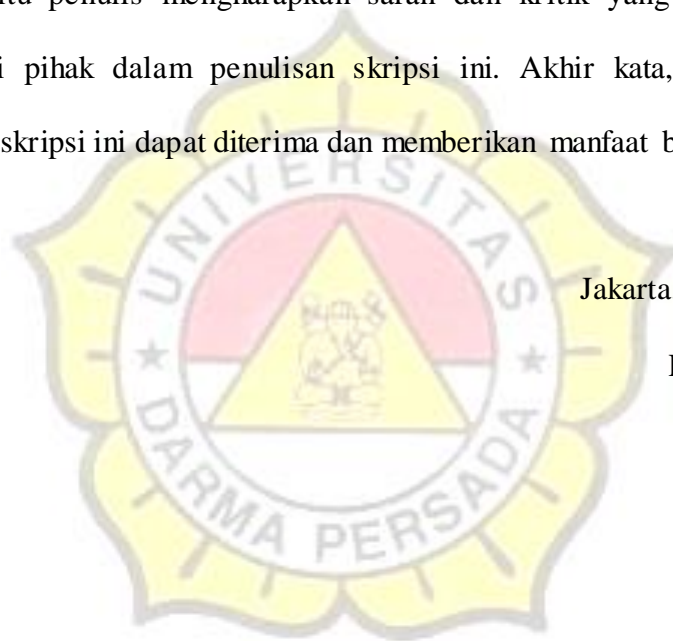 itu penulis mengharapkan saran dan kritik yang
i pihak dalam penulisan skripsi ini. Akhir kata,
skripsi ini dapat diterima dan memberikan manfaat b
UNIVERSITAS
Jakarta
DARMA PERSADA